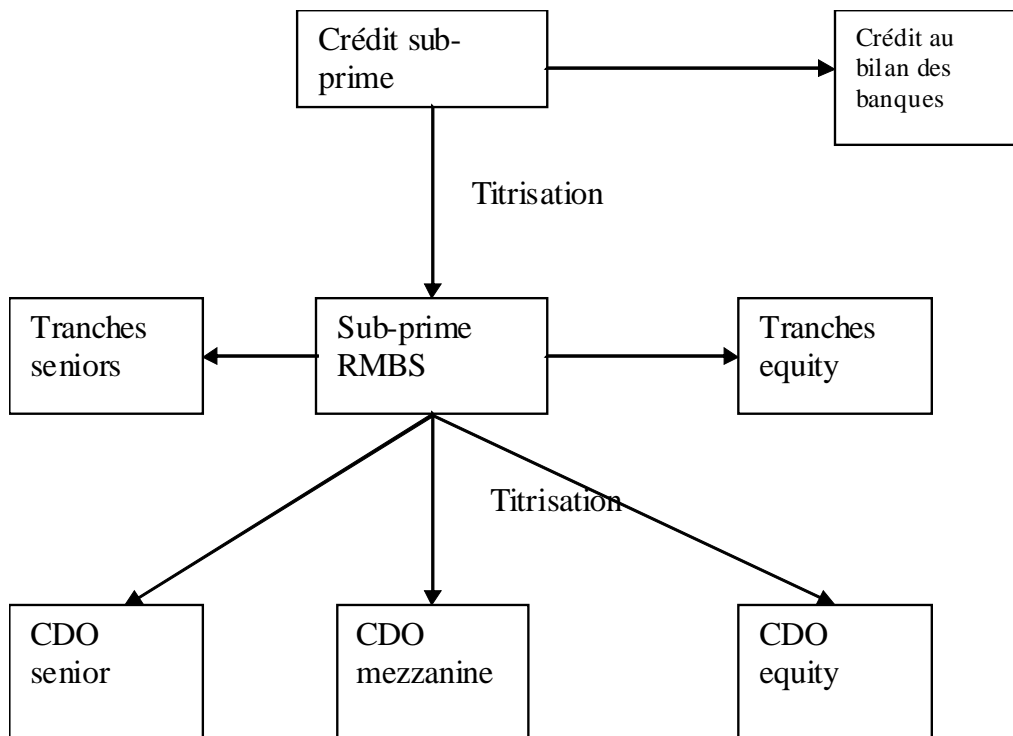 Crédit sub-
prime
Crédit au
bilan des
banques
Titrisation
Tranches
seniors
Sub-prime
RMBS
Tranches
equity
Titrisation
CDO
senior
CDO
mezzanine
CDO
equity